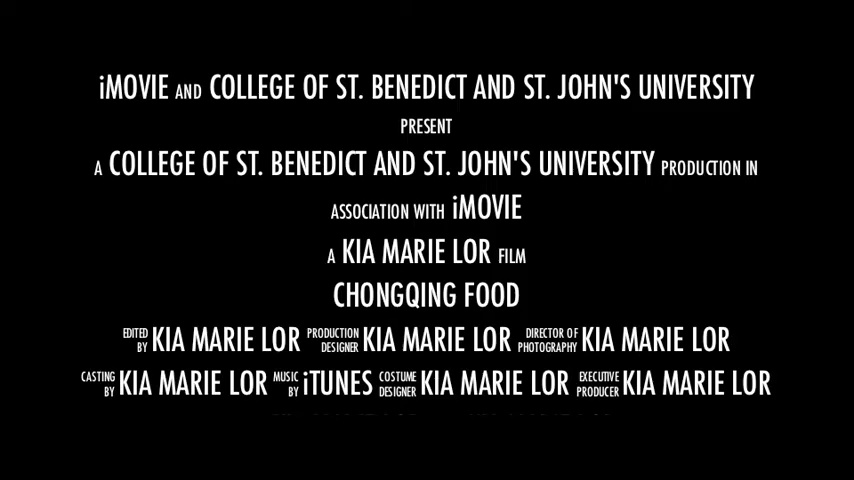 iMOVIE AND COLLEGE OF ST. BENEDICT AND ST. JOHN'S UNIVERSITY
PRESENT
A COLLEGE OF ST. BENEDICT AND ST. JOHN'S UNIVERSITY PRODUCTION IN
ASSOCIATION WITH iMOVIE
A KIA MARIE LOR FILM
CHONGQING FOOD
EDITED BY KIA MARIE LOR PRODUCTION DESIGNER KIA MARIE LOR DIRECTOR OF PHOTOGRAPHY KIA MARIE LOR
CASTING BY KIA MARIE LOR MUSIC BY iTUNES COSTUME DESIGNER KIA MARIE LOR EXECUTIVE PRODUCER KIA MARIE LOR